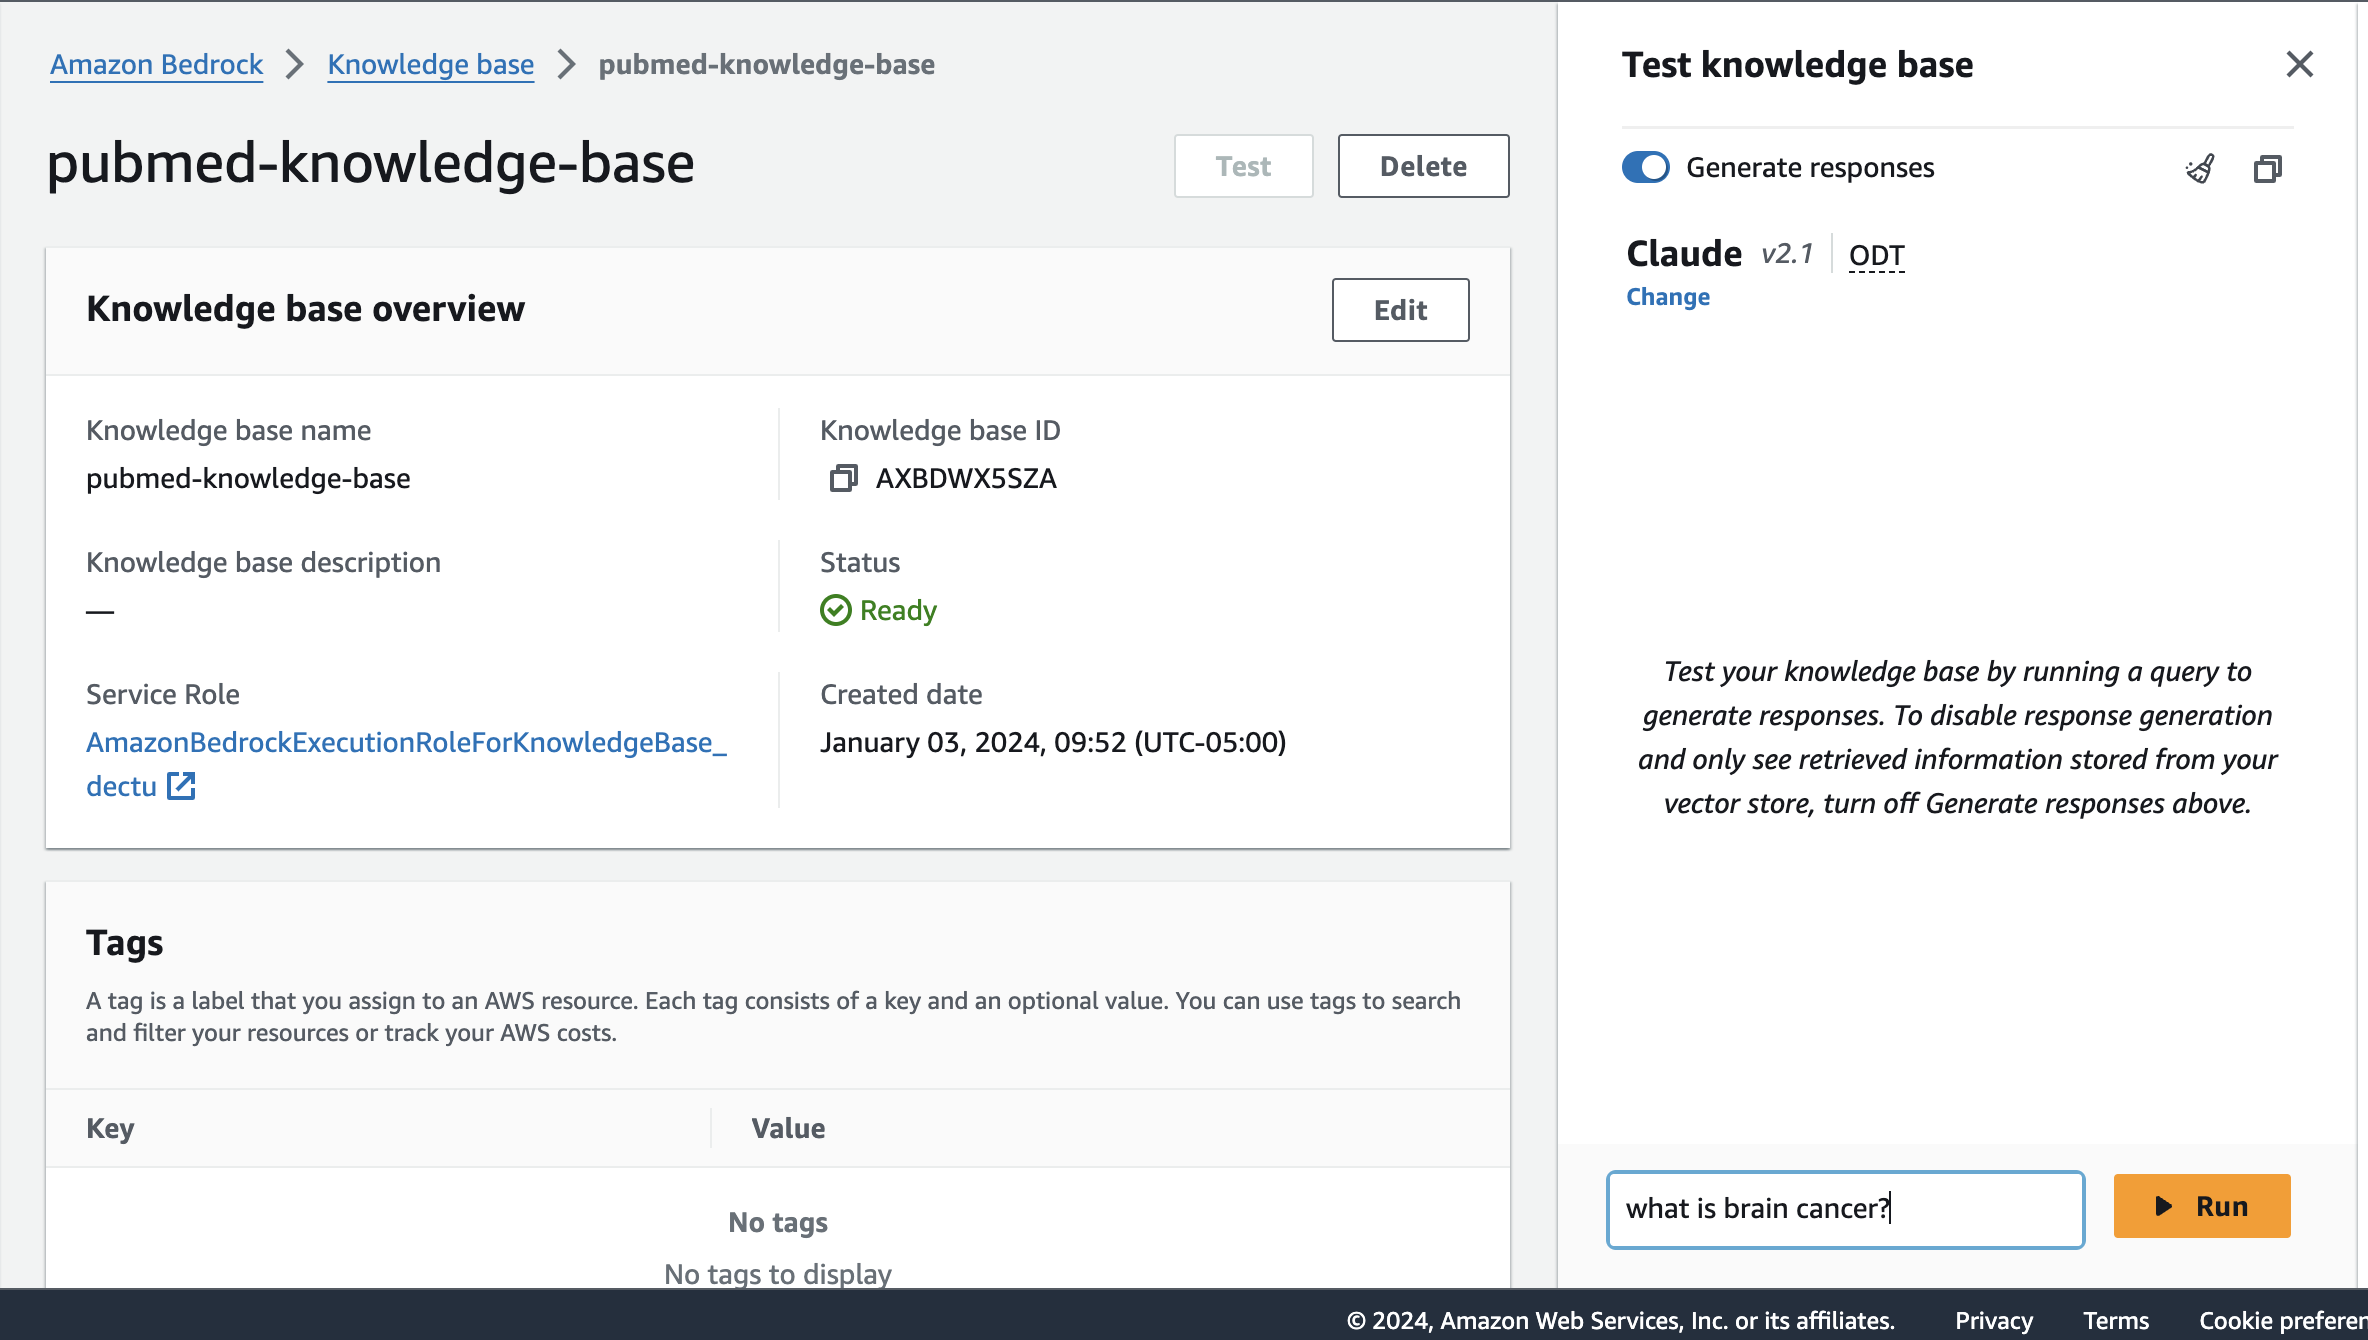 Amazon Bedrock > Knowledge base > pubmed-knowledge-base
pubmed-knowledge-base
Test
Delete
Knowledge base overview
Edit
Knowledge base name
pubmed-knowledge-base
Knowledge base ID
AXBDWX5SZA
Knowledge base description
—
Status
Ready
Service Role
AmazonBedrockExecutionRoleForKnowledgeBase_
dectu
Created date
January 03, 2024, 09:52 (UTC-05:00)
Tags
A tag is a label that you assign to an AWS resource. Each tag consists of a key and an optional value. You can use tags to search
and filter your resources or track your AWS costs.
Key
Value
No tags
No tags to display
Test knowledge base
Generate responses
Claude v2.1 | ODT
Change
Test your knowledge base by running a query to
generate responses. To disable response generation
and only see retrieved information stored from your
vector store, turn off Generate responses above.
what is brain cancer?
Run
© 2024, Amazon Web Services, Inc. or its affiliates.
Privacy
Terms
Cookie preferen